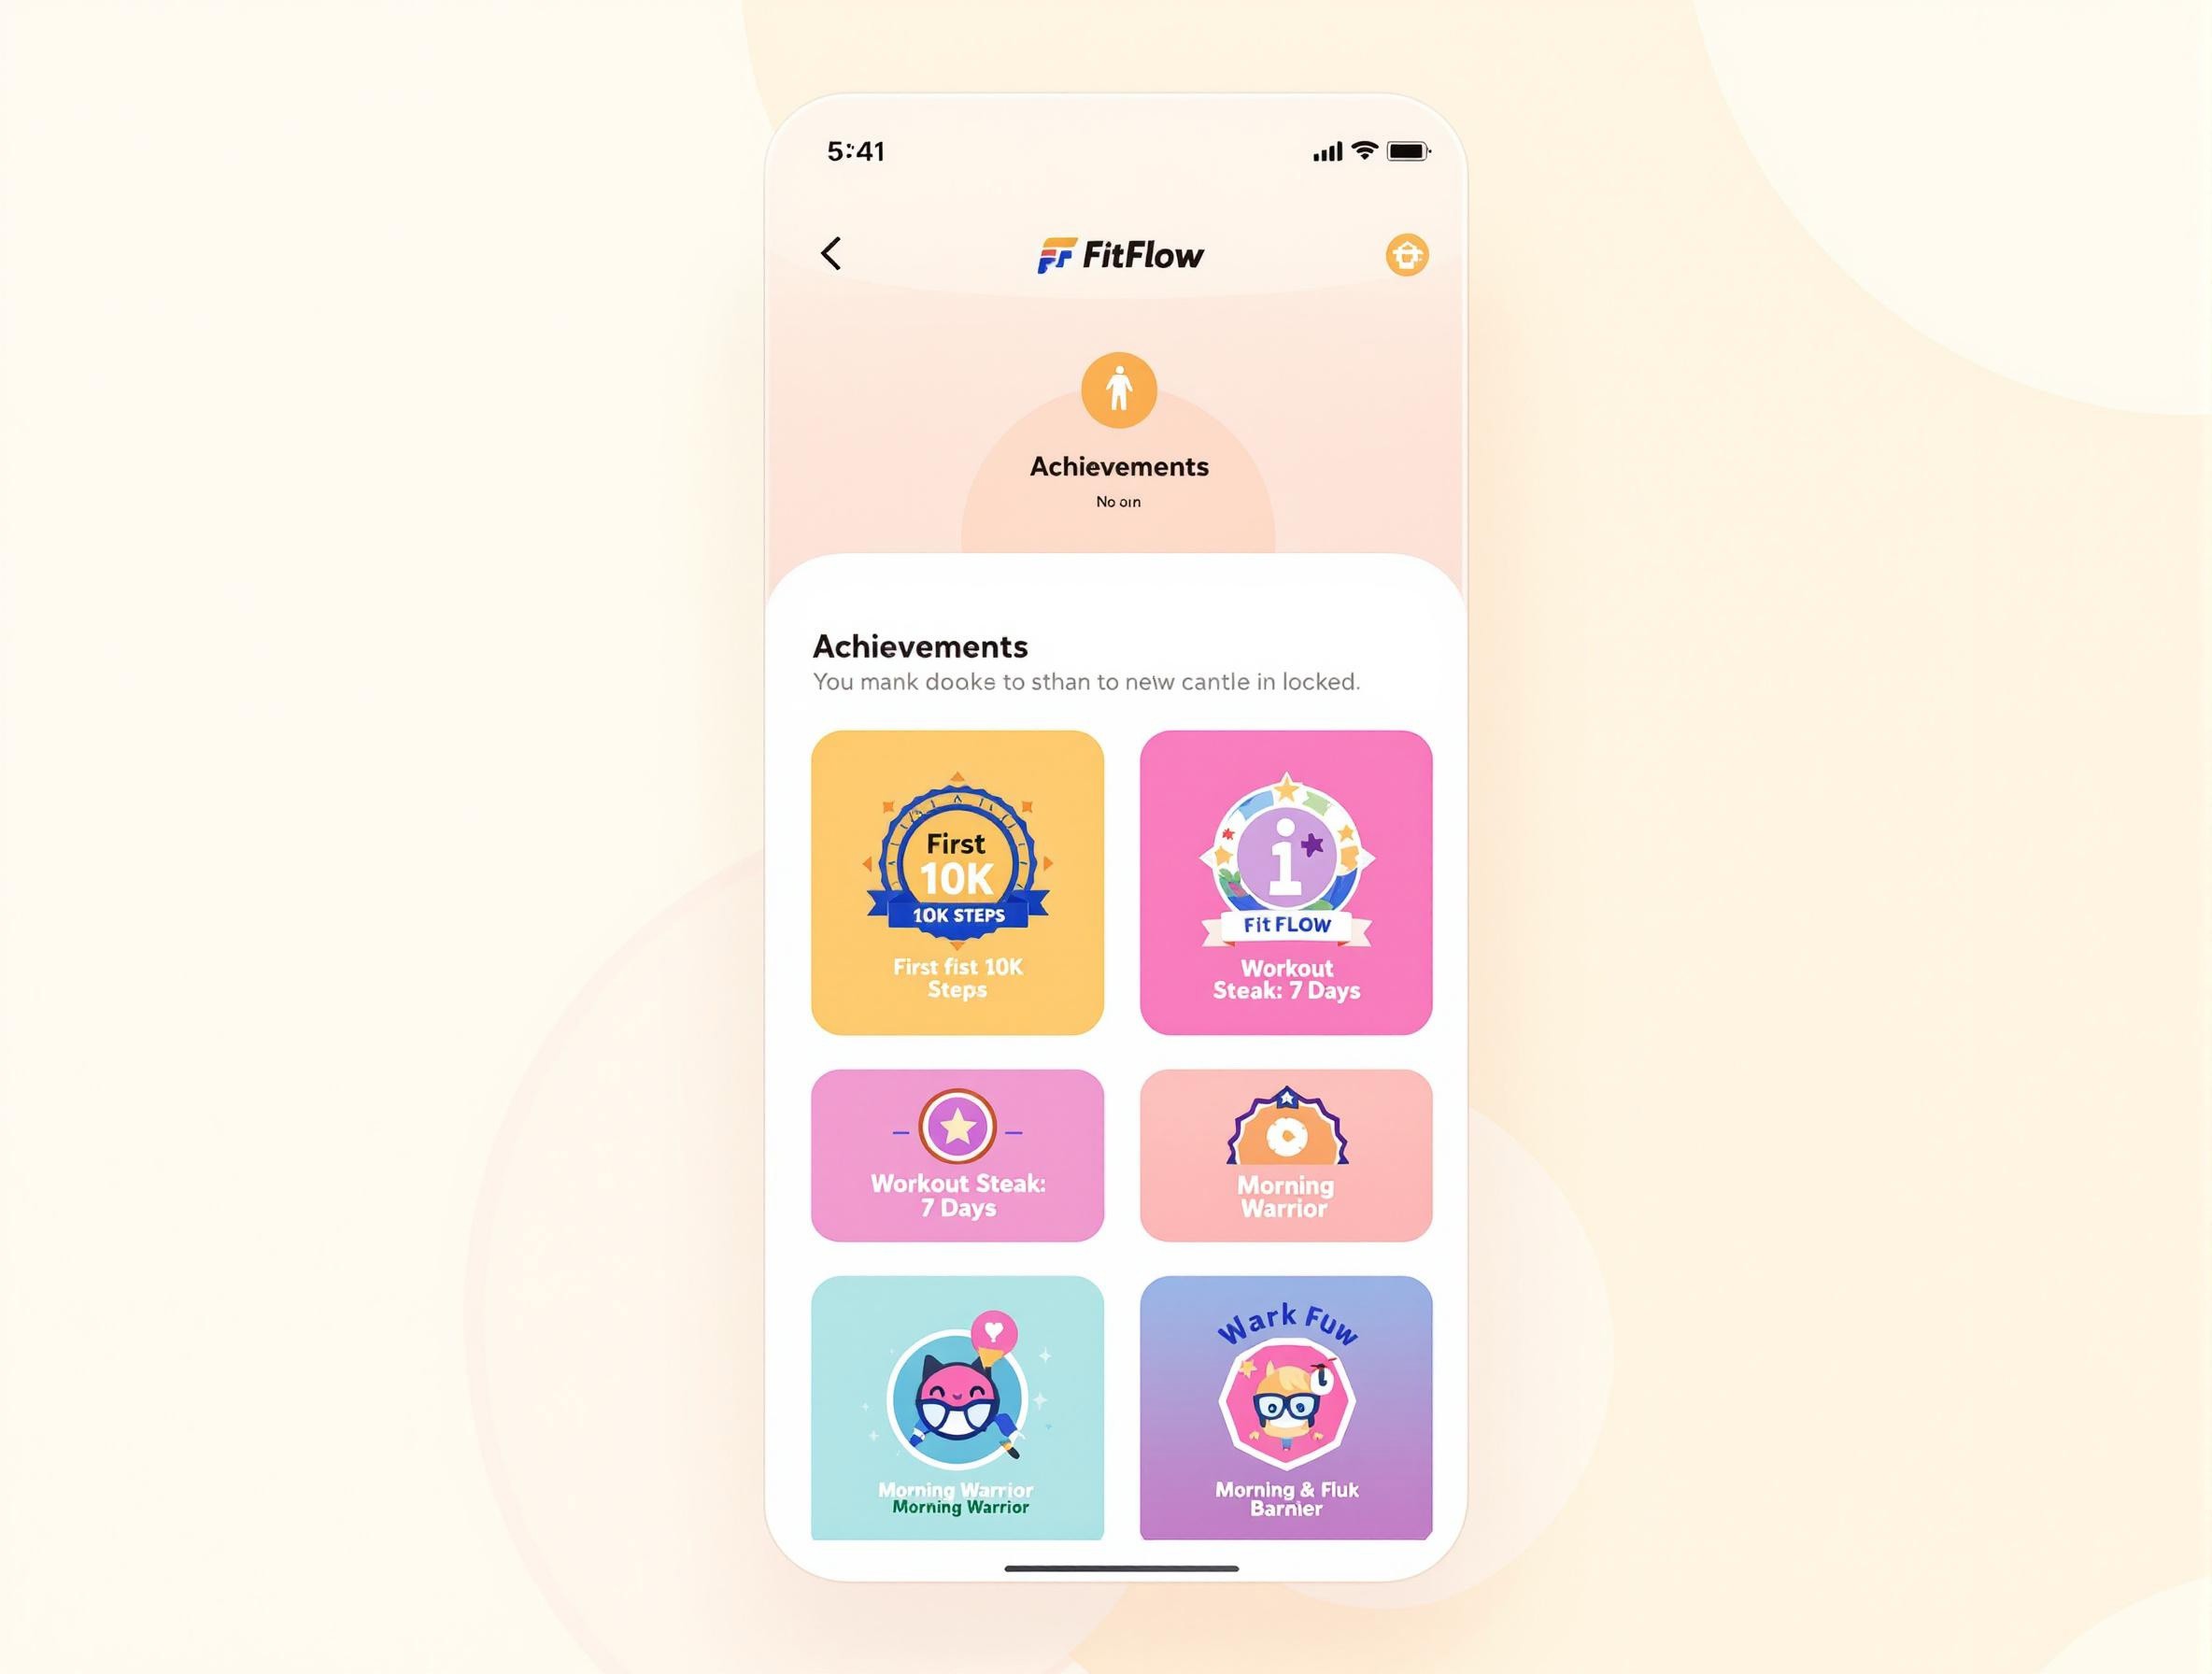 5:41
FitFlow
Achievements
No oın
Achievements
You mank dooke to sthan to new cantle in locked.
First
10K
10K STEPS
First fist 10K
Steps
i
Fit FLOW
Workout
Steak: 7 Days
Workout Steak:
7 Days
Morning
Warrior
Morning Warrior
Morning Warrior
Wark Fuw
Morning & Fluk
Barnier